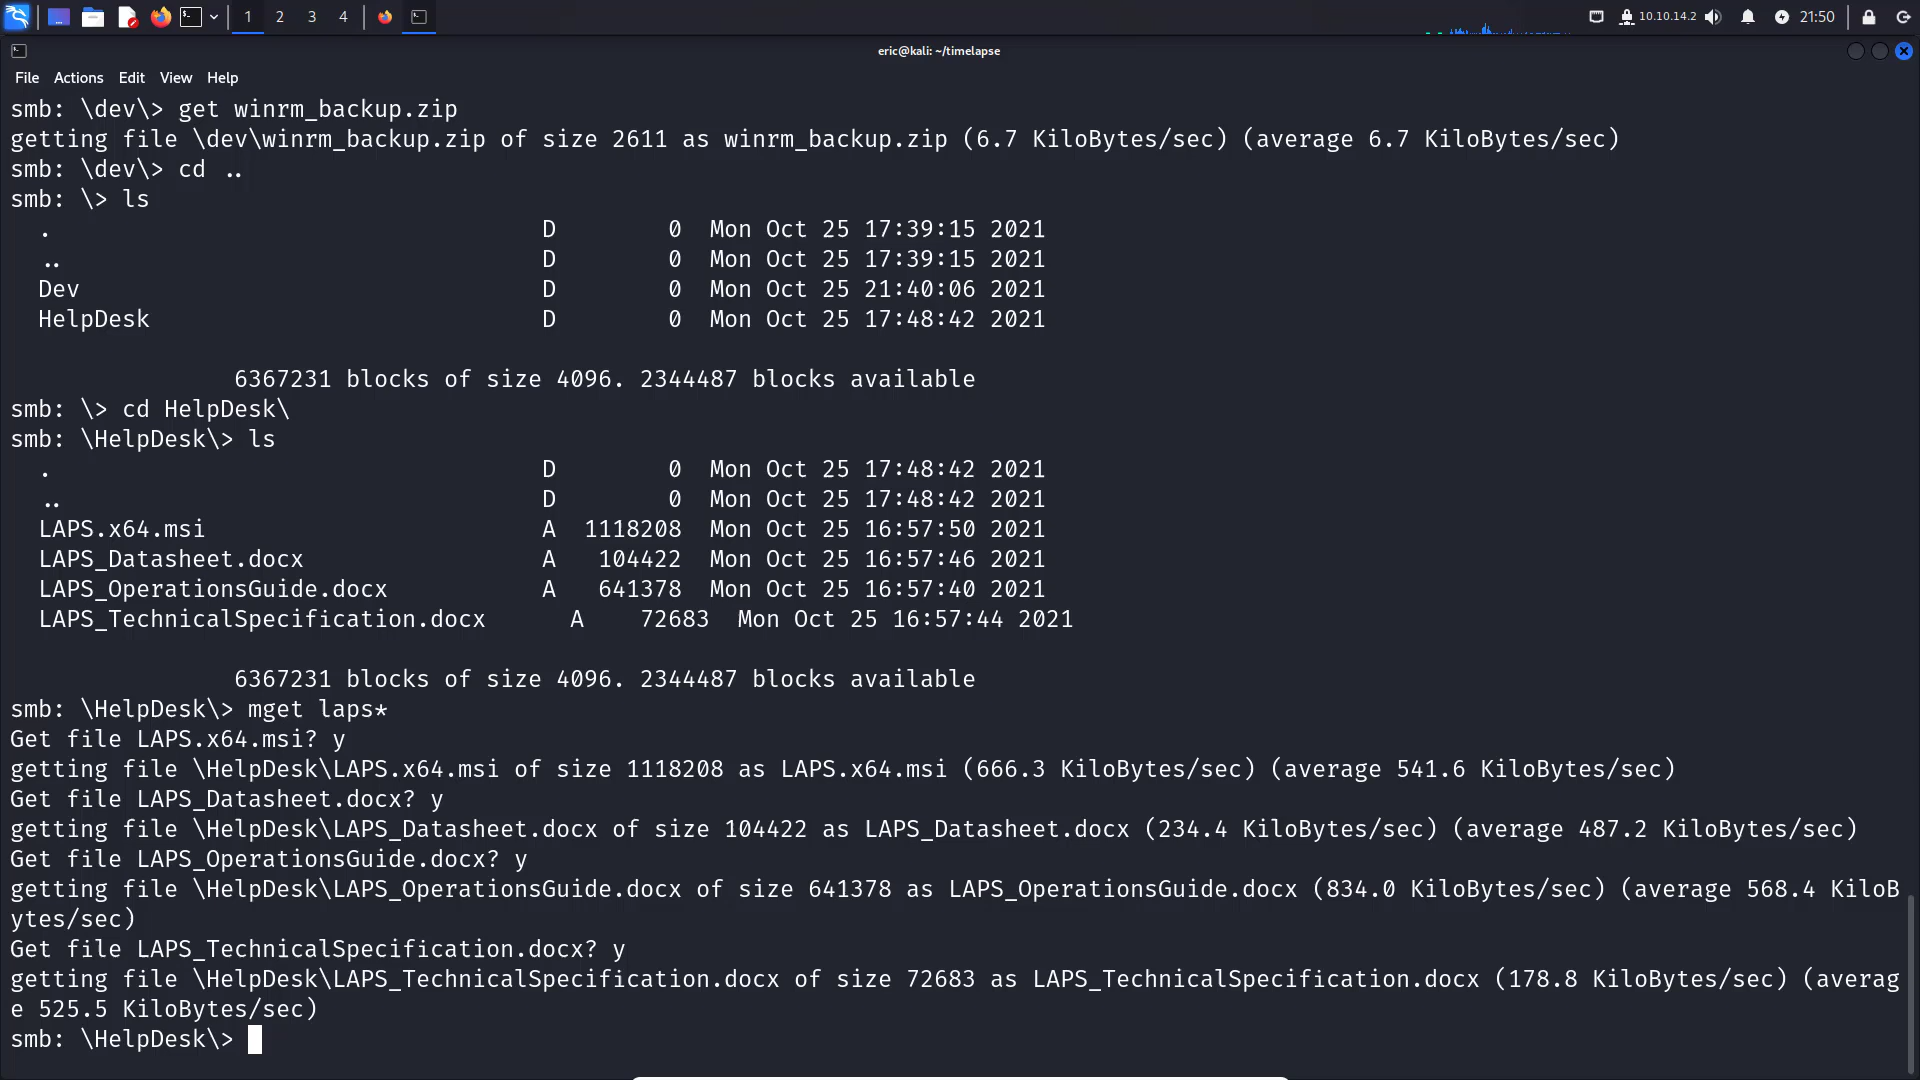 1 2 3 4 10.10.14.2 21:50
eric@kali: ~/timelapse
File Actions Edit View Help
smb: \dev\> get winrm_backup.zip
getting file \dev\winrm_backup.zip of size 2611 as winrm_backup.zip (6.7 KiloBytes/sec) (average 6.7 KiloBytes/sec)
smb: \dev\> cd ..
smb: \> ls
. D 0 Mon Oct 25 17:39:15 2021
.. D 0 Mon Oct 25 17:39:15 2021
Dev D 0 Mon Oct 25 21:40:06 2021
HelpDesk D 0 Mon Oct 25 17:48:42 2021
6367231 blocks of size 4096. 2344487 blocks available
smb: \> cd HelpDesk\
smb: \HelpDesk\> ls
. D 0 Mon Oct 25 17:48:42 2021
.. D 0 Mon Oct 25 17:48:42 2021
LAPS.x64.msi A 1118208 Mon Oct 25 16:57:50 2021
LAPS_Datasheet.docx A 104422 Mon Oct 25 16:57:46 2021
LAPS_OperationsGuide.docx A 641378 Mon Oct 25 16:57:40 2021
LAPS_TechnicalSpecification.docx A 72683 Mon Oct 25 16:57:44 2021
6367231 blocks of size 4096. 2344487 blocks available
smb: \HelpDesk\> mget laps*
Get file LAPS.x64.msi? y
getting file \HelpDesk\LAPS.x64.msi of size 1118208 as LAPS.x64.msi (666.3 KiloBytes/sec) (average 541.6 KiloBytes/sec)
Get file LAPS_Datasheet.docx? y
getting file \HelpDesk\LAPS_Datasheet.docx of size 104422 as LAPS_Datasheet.docx (234.4 KiloBytes/sec) (average 487.2 KiloBytes/sec)
Get file LAPS_OperationsGuide.docx? y
getting file \HelpDesk\LAPS_OperationsGuide.docx of size 641378 as LAPS_OperationsGuide.docx (834.0 KiloBytes/sec) (average 568.4 KiloB
ytes/sec)
Get file LAPS_TechnicalSpecification.docx? y
getting file \HelpDesk\LAPS_TechnicalSpecification.docx of size 72683 as LAPS_TechnicalSpecification.docx (178.8 KiloBytes/sec) (averag
e 525.5 KiloBytes/sec)
smb: \HelpDesk\>